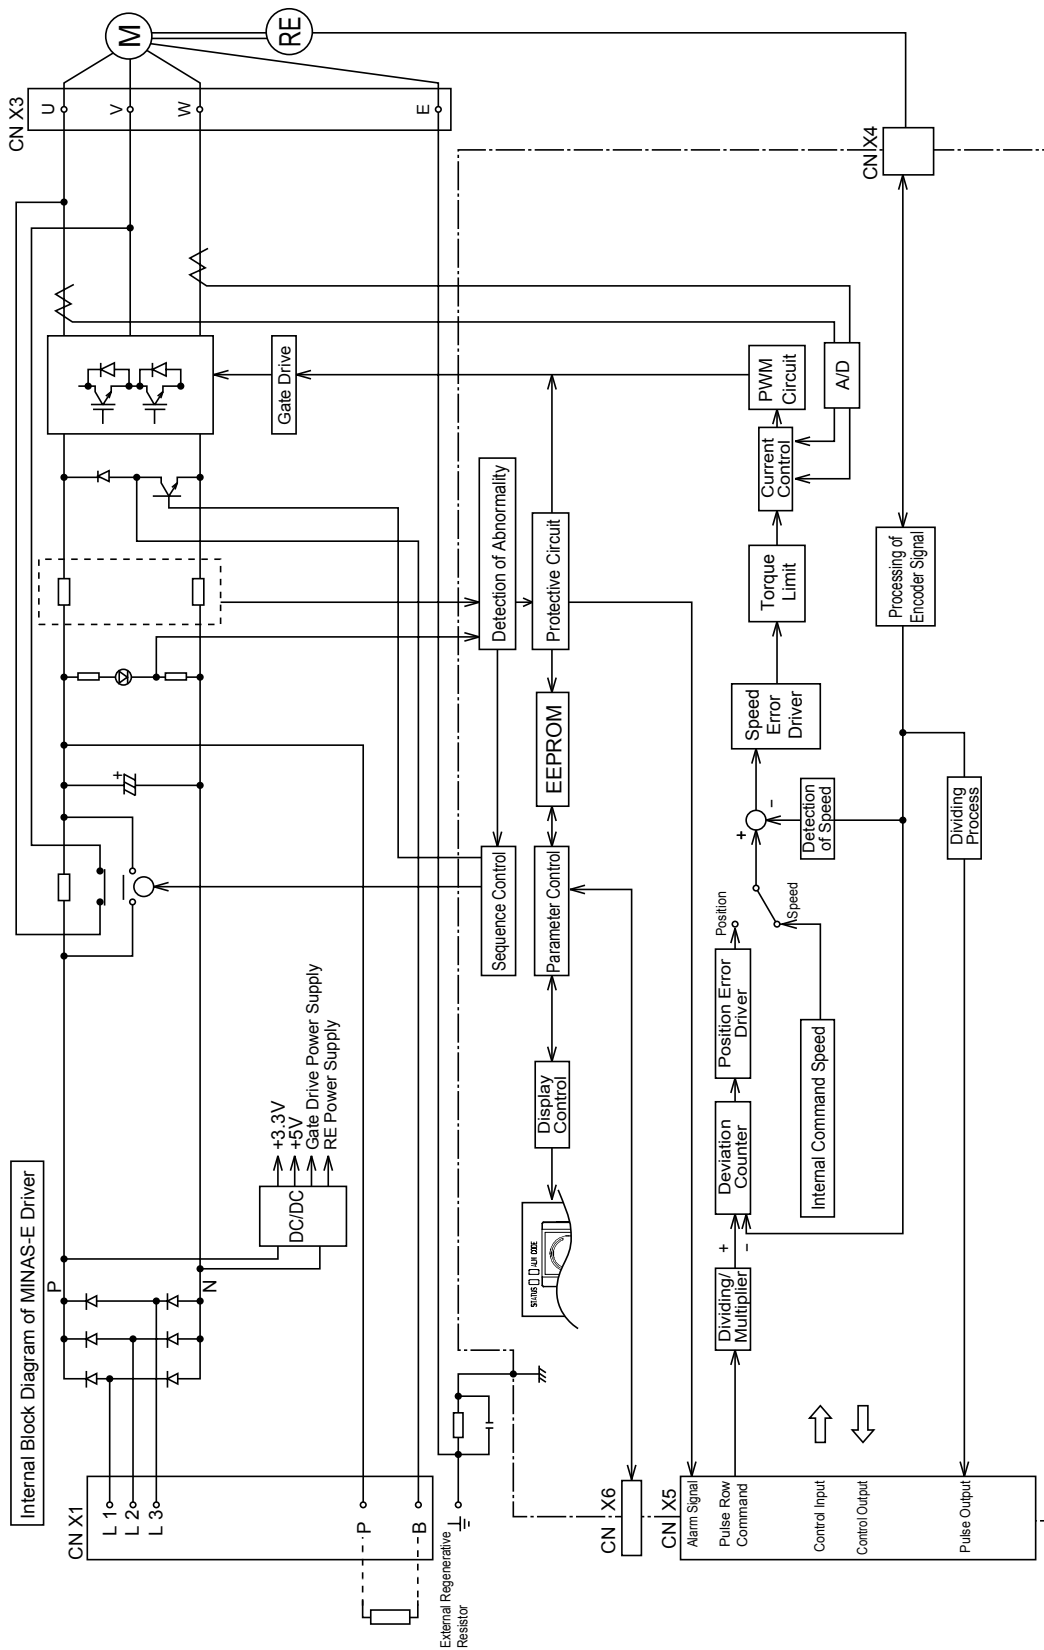 Internal Block Diagram of MINAS-E Driver
CN X1
L 1
L 2
L 3
P
B
External Regenerative
Resistor
P
N
DC/DC
+3.3V
+5V
Gate Drive Power Supply
RE Power Supply
+
Gate Drive
CN X3
U
V
W
E
M
RE
CN X4
Detection of Abnormality
Sequence Control
Protective Circuit
EEPROM
Parameter Control
Display
Control
STATUS
ALM CODE
CN X6
CN X5
Alarm Signal
Pulse Row
Command
Control Input
Control Output
Pulse Output
Dividing/
Multiplier
+
-
Deviation
Counter
Position Error
Driver
Position
Speed
Internal Command Speed
+
-
Detection
of Speed
Speed
Error
Driver
Torque
Limit
Current
Control
PWM
Circuit
A/D
Processing of
Encoder Signal
Dividing
Process